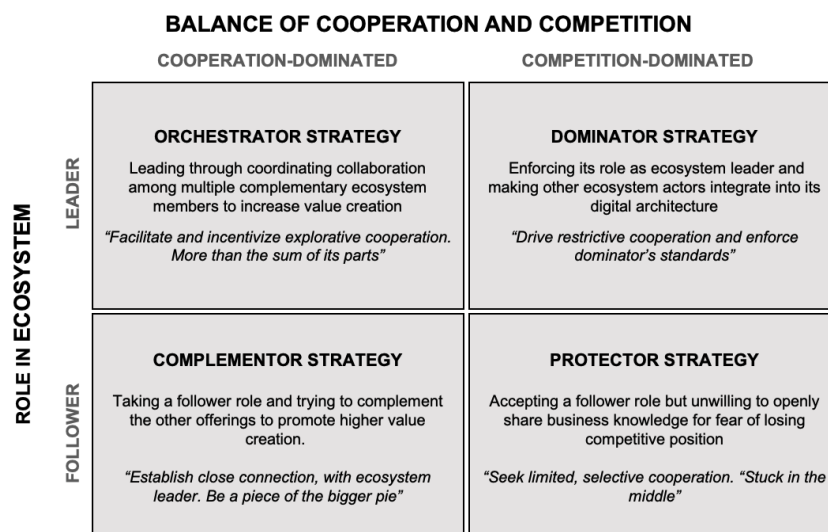 BALANCE OF COOPERATION AND COMPETITION
COOPERATION-DOMINATED
COMPETITION-DOMINATED
ROLE IN ECOSYSTEM
LEADER
ORCHESTRATOR STRATEGY
Leading through coordinating collaboration
among multiple complementary ecosystem
members to increase value creation
“Facilitate and incentivize explorative cooperation.
More than the sum of its parts”
DOMINATOR STRATEGY
Enforcing its role as ecosystem leader and
making other ecosystem actors integrate into its
digital architecture
“Drive restrictive cooperation and enforce
dominator’s standards”
FOLLOWER
COMPLEMENTOR STRATEGY
Taking a follower role and trying to complement
the other offerings to promote higher value
creation.
“Establish close connection, with ecosystem
leader. Be a piece of the bigger pie”
PROTECTOR STRATEGY
Accepting a follower role but unwilling to openly
share business knowledge for fear of losing
competitive position
“Seek limited, selective cooperation. “Stuck in the
middle”